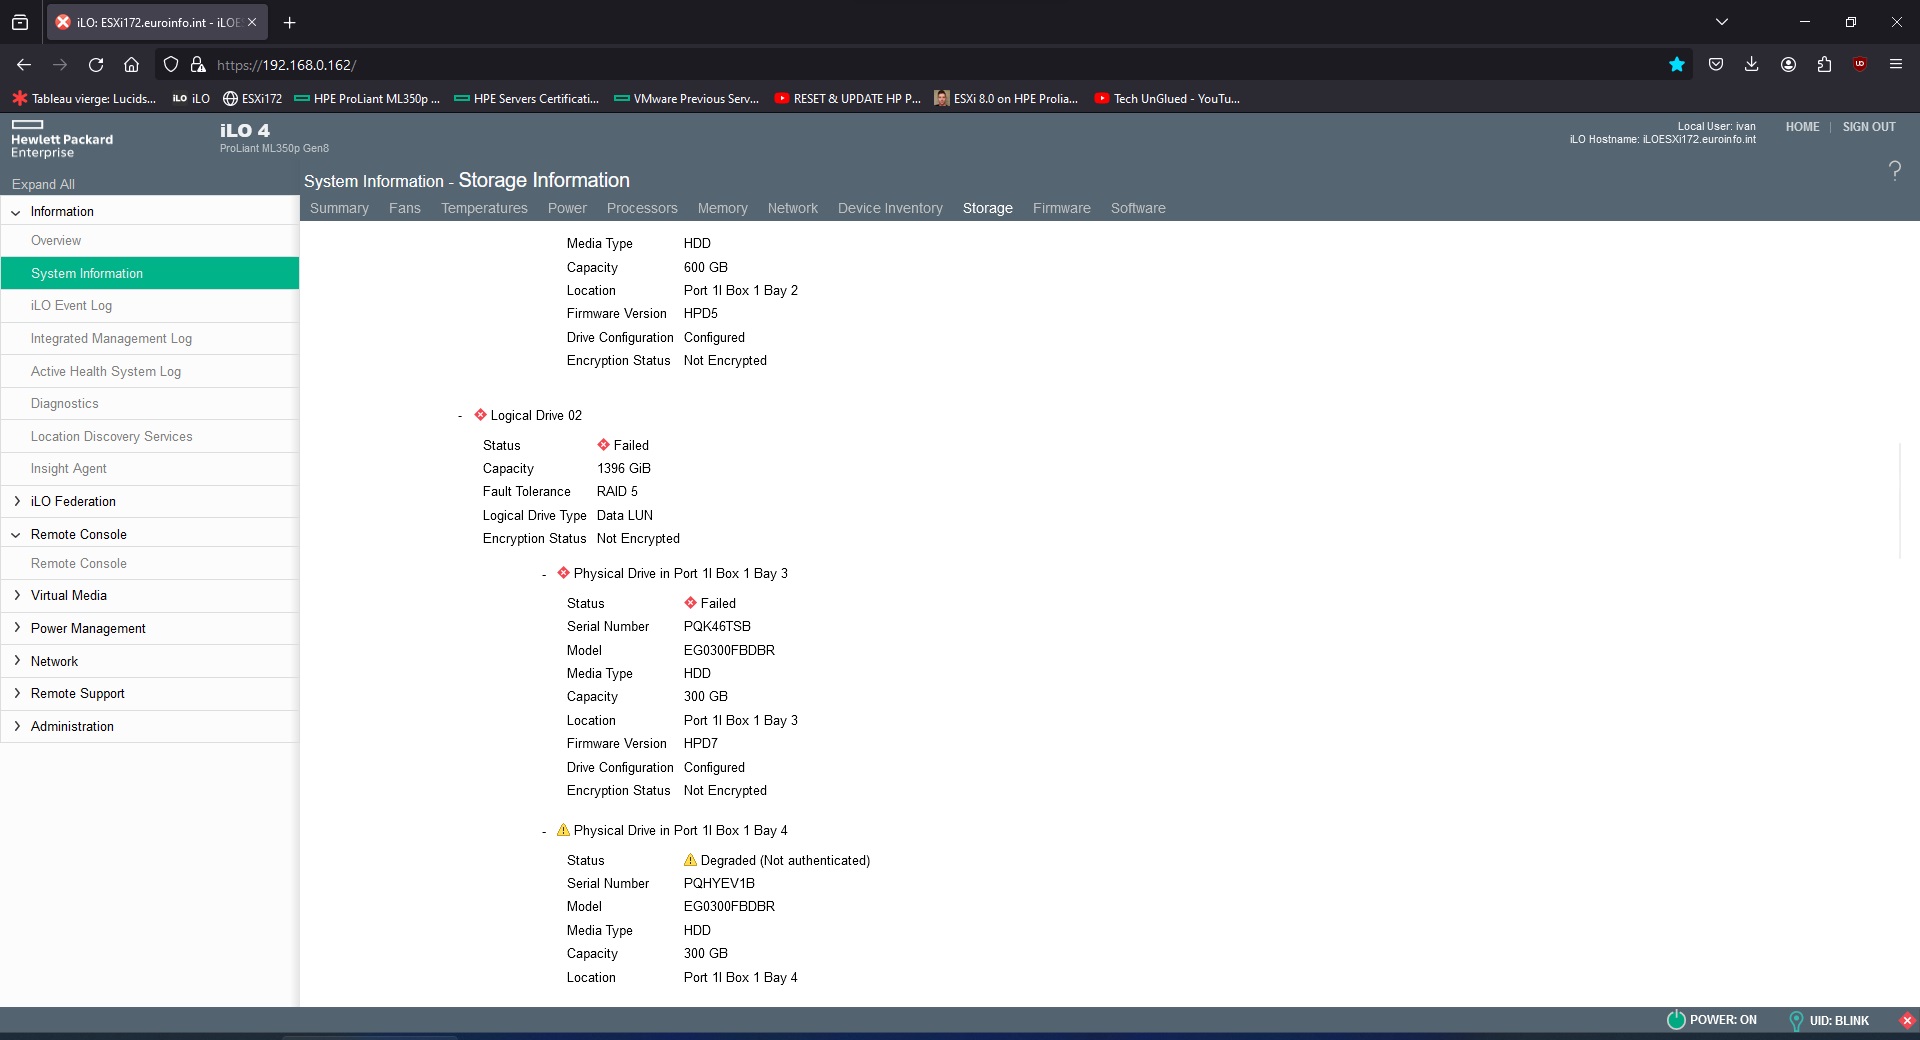 iLO: ESXi172.euroinfo.int - iLOE
https://192.168.0.162/
Tableau vierge: Lucids...
iLO iLO
ESXi172
HPE ProLiant ML350p ...
HPE Servers Certificati...
VMware Previous Serv...
RESET & UPDATE HP P...
ESXi 8.0 on HPE Prolia...
Tech UnGlued - YouTu...
Hewlett Packard
Enterprise
iLO 4
ProLiant ML350p Gen8
Local User: ivan
iLO Hostname: iLOESXi172.euroinfo.int
HOME | SIGN OUT
?
Expand All
System Information - Storage Information
Summary Fans Temperatures Power Processors Memory Network Device Inventory Storage Firmware Software
Information
Overview
System Information
iLO Event Log
Integrated Management Log
Active Health System Log
Diagnostics
Location Discovery Services
Insight Agent
iLO Federation
Remote Console
Remote Console
Virtual Media
Power Management
Network
Remote Support
Administration
Media Type HDD
Capacity 600 GB
Location Port 1I Box 1 Bay 2
Firmware Version HPD5
Drive Configuration Configured
Encryption Status Not Encrypted
- Logical Drive 02
Status Failed
Capacity 1396 GiB
Fault Tolerance RAID 5
Logical Drive Type Data LUN
Encryption Status Not Encrypted
- Physical Drive in Port 1I Box 1 Bay 3
Status Failed
Serial Number PQK46TSB
Model EG0300FBDBR
Media Type HDD
Capacity 300 GB
Location Port 1I Box 1 Bay 3
Firmware Version HPD7
Drive Configuration Configured
Encryption Status Not Encrypted
- Physical Drive in Port 1I Box 1 Bay 4
Status Degraded (Not authenticated)
Serial Number PQHYEV1B
Model EG0300FBDBR
Media Type HDD
Capacity 300 GB
Location Port 1I Box 1 Bay 4
POWER: ON
UID: BLINK